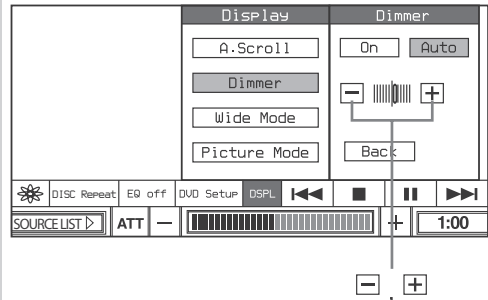 Display
Dimmer
A.Scroll
On
Auto
Dimmer
− +
Wide Mode
Picture Mode
Back
DISC Repeat
EQ off
DVD Setup
DSPL
SOURCE LIST
ATT
−
+
1:00
− +